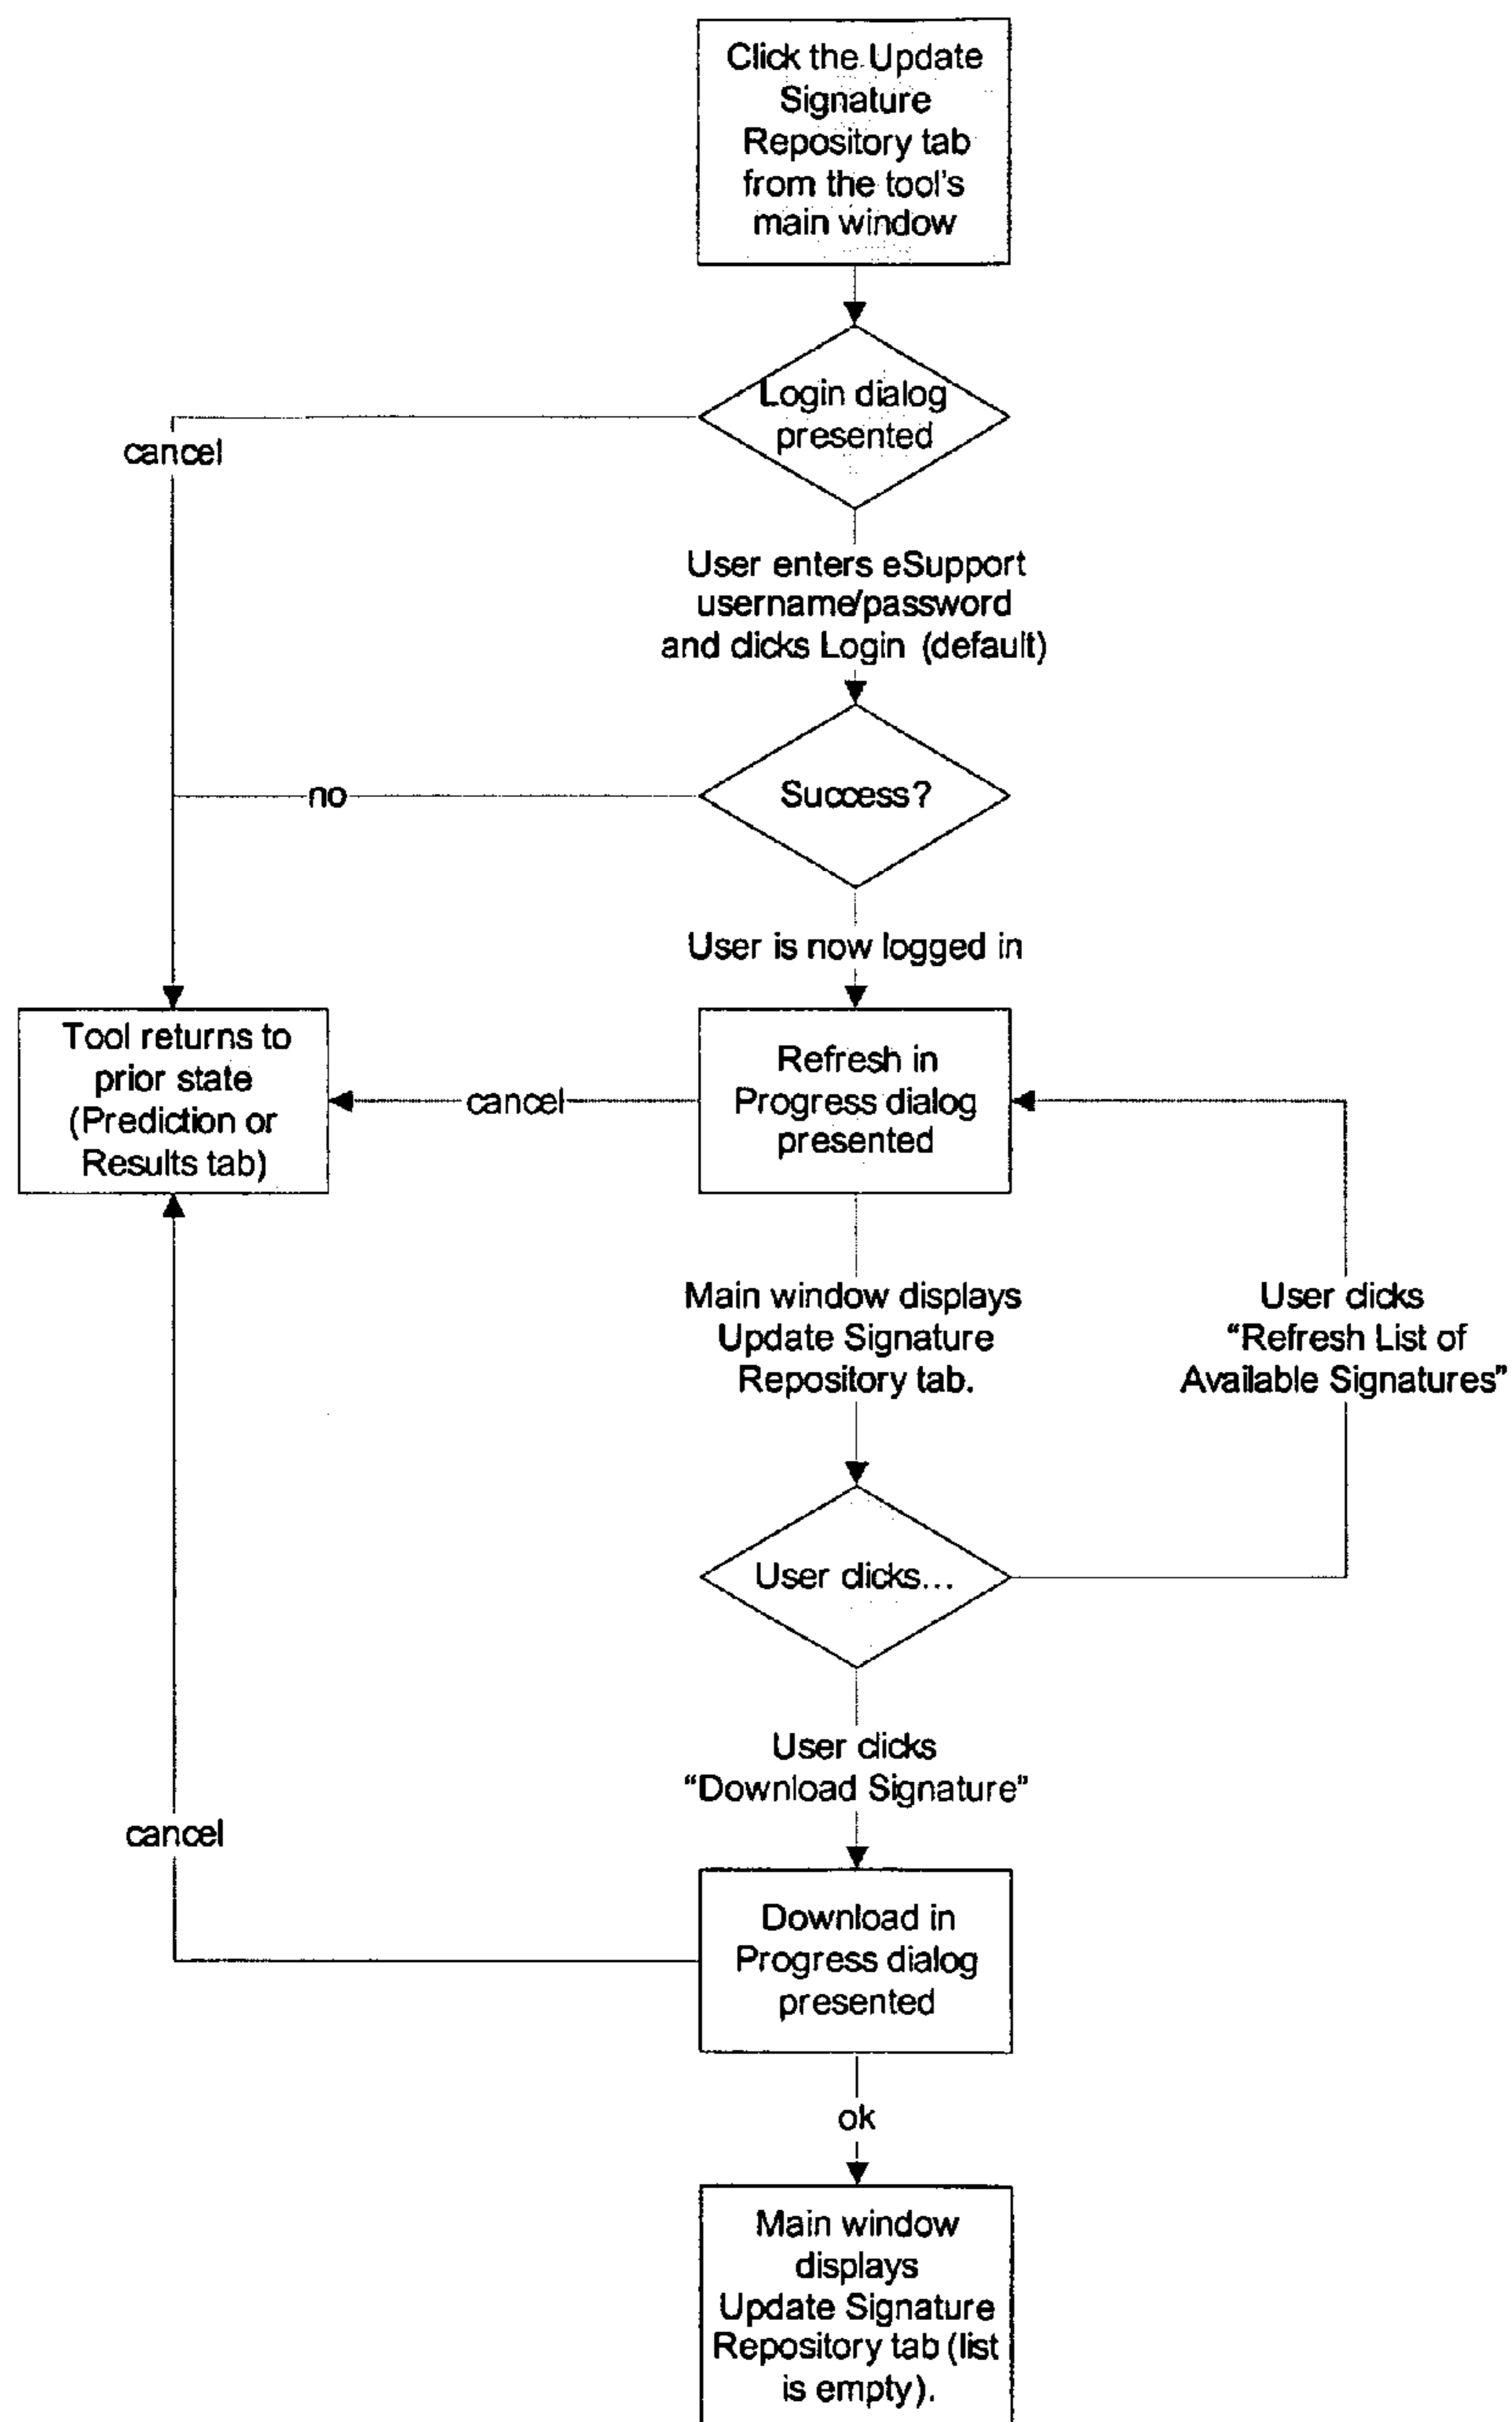 Click the Update
Signature
Repository tab
from the tool's
main window
Login dialog
presented
cancel
User enters eSupport
username/password
and clicks Login (default)
Success?
no
User is now logged in
Tool returns to
prior state
(Prediction or
Results tab)
cancel
Refresh in
Progress dialog
presented
Main window displays
Update Signature
Repository tab.
User clicks
“Refresh List of
Available Signatures”
User clicks...
User clicks
“Download Signature”
cancel
Download in
Progress dialog
presented
ok
Main window
displays
Update Signature
Repository tab (list
is empty).